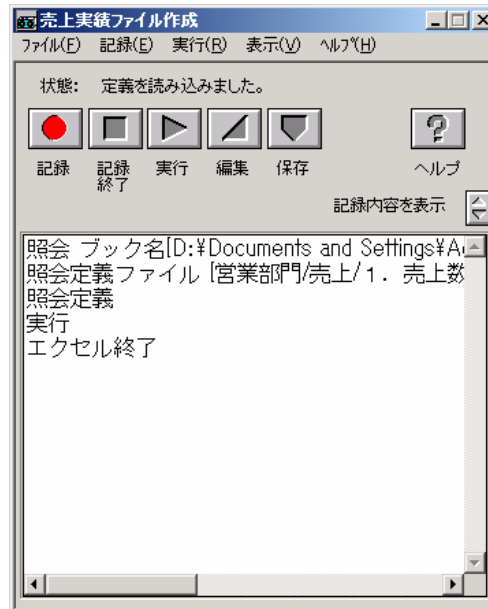 売上実績ファイル作成
ファイル(F) 記録(E) 実行(R) 表示(V) ヘルプ(H)
状態: 定義を読み込みました。
記録 記録終了 実行 編集 保存 ヘルプ
記録内容を表示
照会 ブック名[D:¥Documents and Settings¥A
照会定義ファイル [営業部門/売上/１．売上数
照会定義
実行
エクセル終了